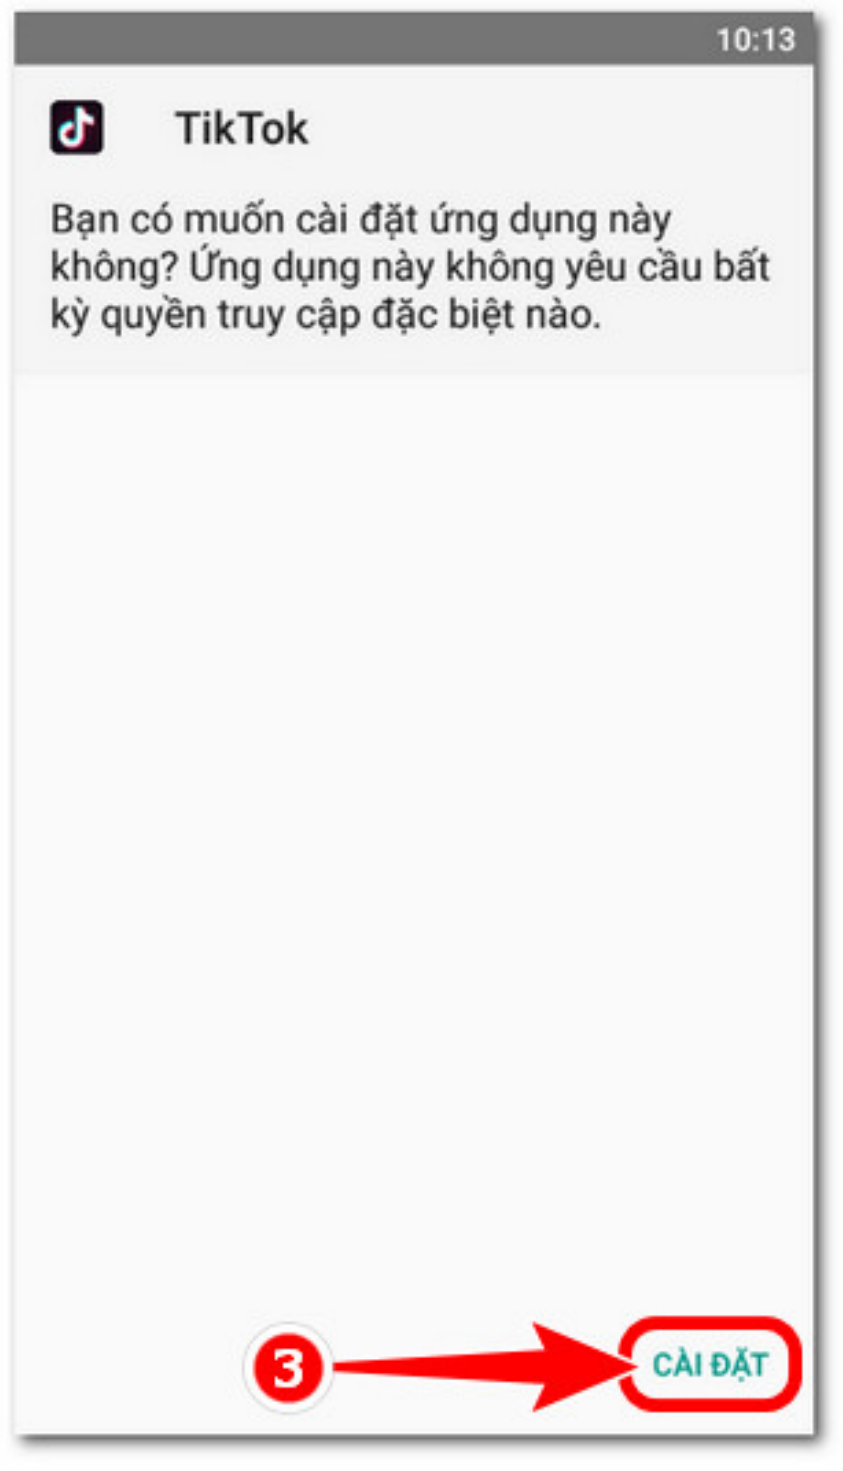 10:13
TikTok
Bạn có muốn cài đặt ứng dụng này
không? Ứng dụng này không yêu cầu bất
kỳ quyền truy cập đặc biệt nào.
3
CÀI ĐẶT